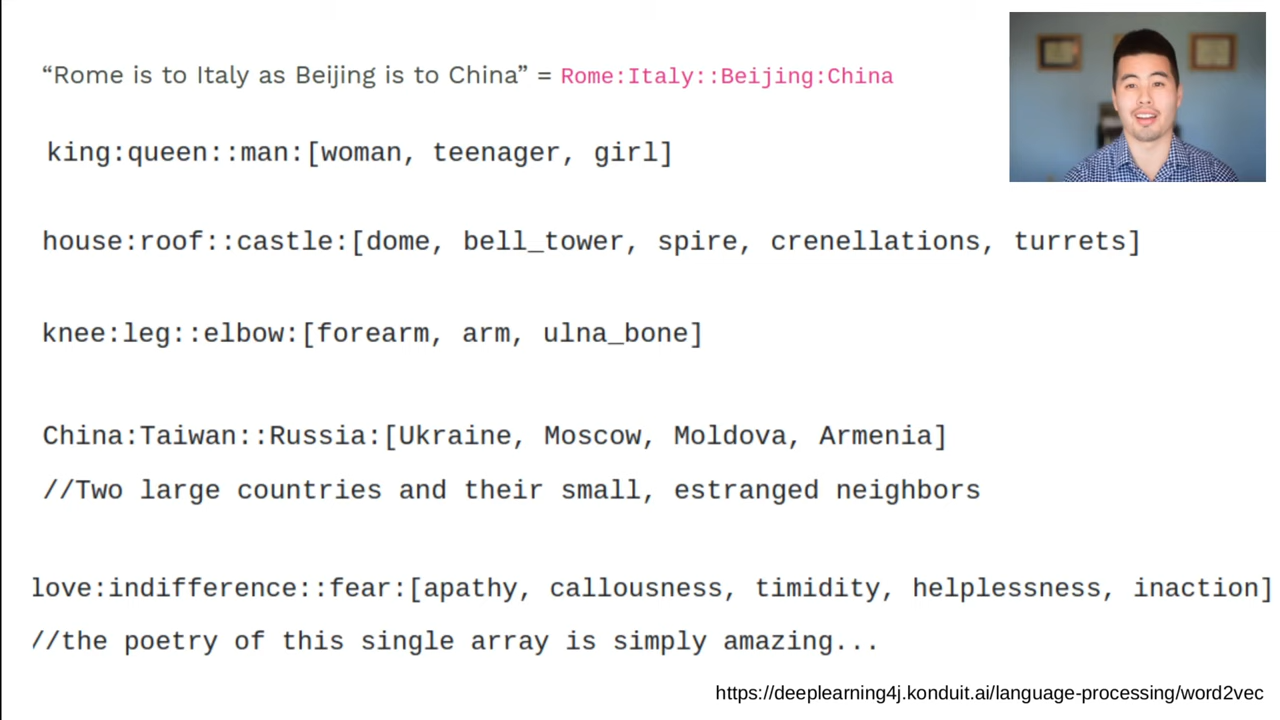 “Rome is to Italy as Beijing is to China” = Rome:Italy::Beijing:China
king:queen::man:[woman, teenager, girl]
house:roof::castle:[dome, bell_tower, spire, crenellations, turrets]
knee:leg::elbow:[forearm, arm, ulna_bone]
China:Taiwan::Russia:[Ukraine, Moscow, Moldova, Armenia]
//Two large countries and their small, estranged neighbors
love:indifference::fear:[apathy, callousness, timidity, helplessness, inaction]
//the poetry of this single array is simply amazing...
https://deeplearning4j.konduit.ai/language-processing/word2vec